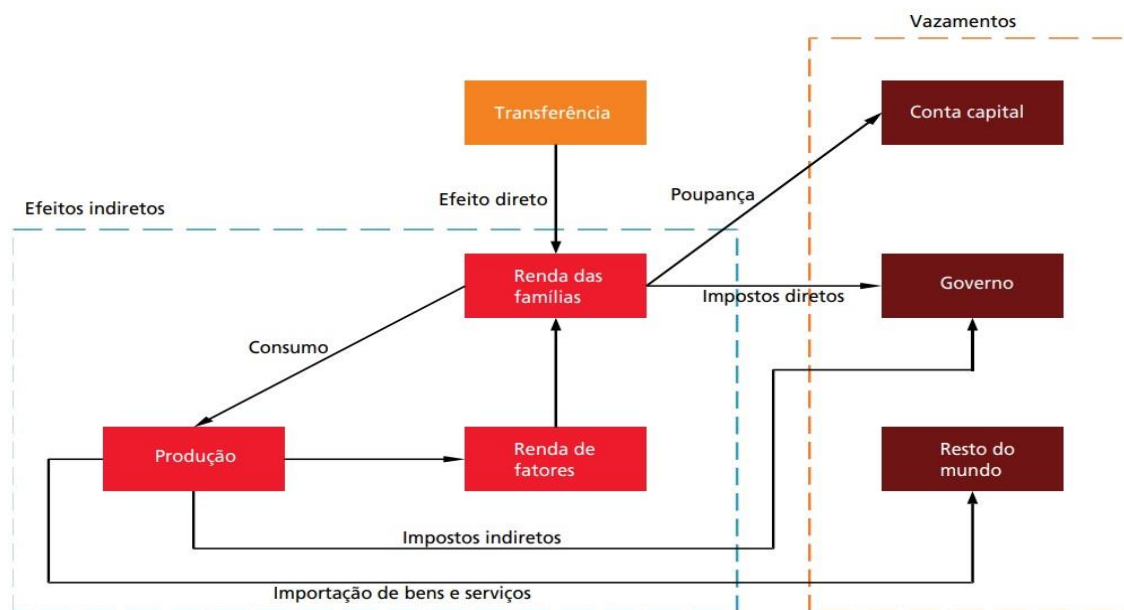 Vazamentos
Transferência
Conta capital
Efeito direto
Poupança
Efeitos indiretos
Renda das
famílias
Impostos diretos
Governo
Consumo
Produção
Renda de
fatores
Resto do
mundo
Impostos indiretos
Importação de bens e serviços